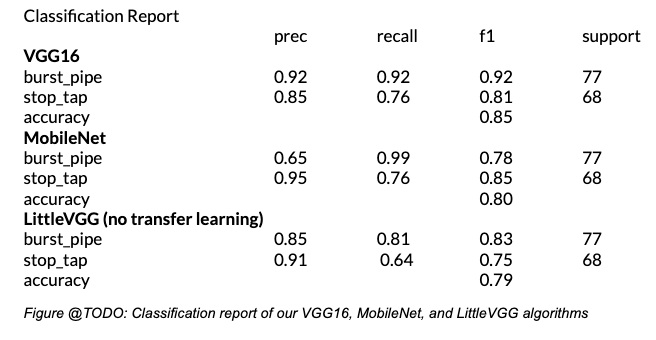 Classification Report
prec recall f1 support
VGG16
burst_pipe 0.92 0.92 0.92 77
stop_tap 0.85 0.76 0.81 68
accuracy 0.85
MobileNet
burst_pipe 0.65 0.99 0.78 77
stop_tap 0.95 0.76 0.85 68
accuracy 0.80
LittleVGG (no transfer learning)
burst_pipe 0.85 0.81 0.83 77
stop_tap 0.91 0.64 0.75 68
accuracy 0.79
Figure @TODO: Classification report of our VGG16, MobileNet, and LittleVGG algorithms